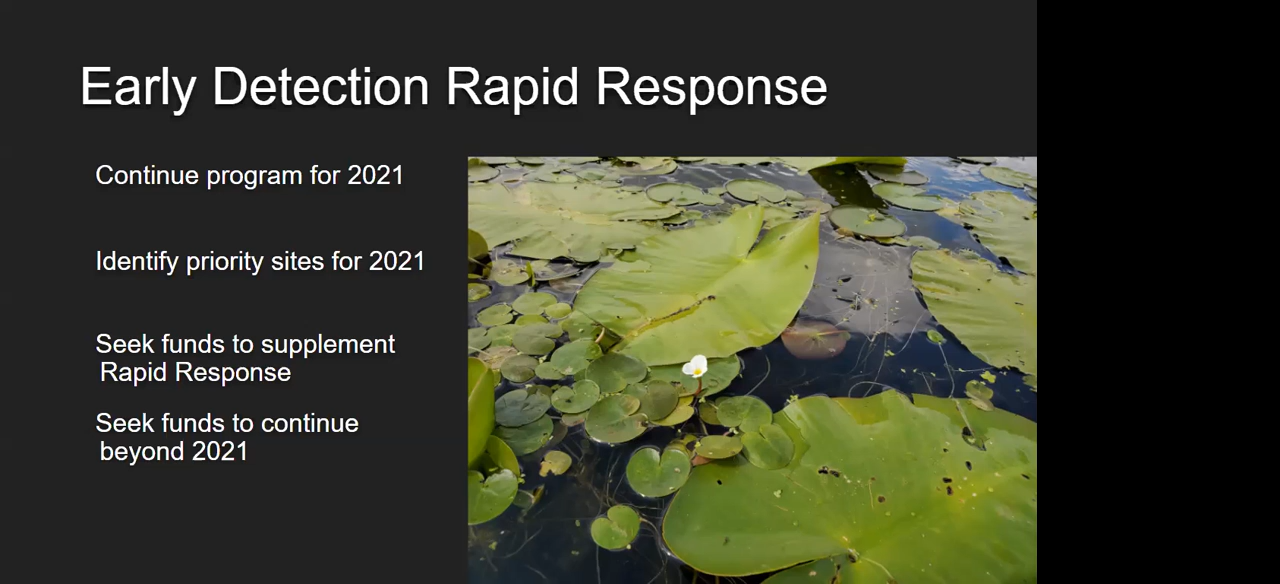 Early Detection Rapid Response
Continue program for 2021
Identify priority sites for 2021
Seek funds to supplement
Rapid Response
Seek funds to continue
beyond 2021